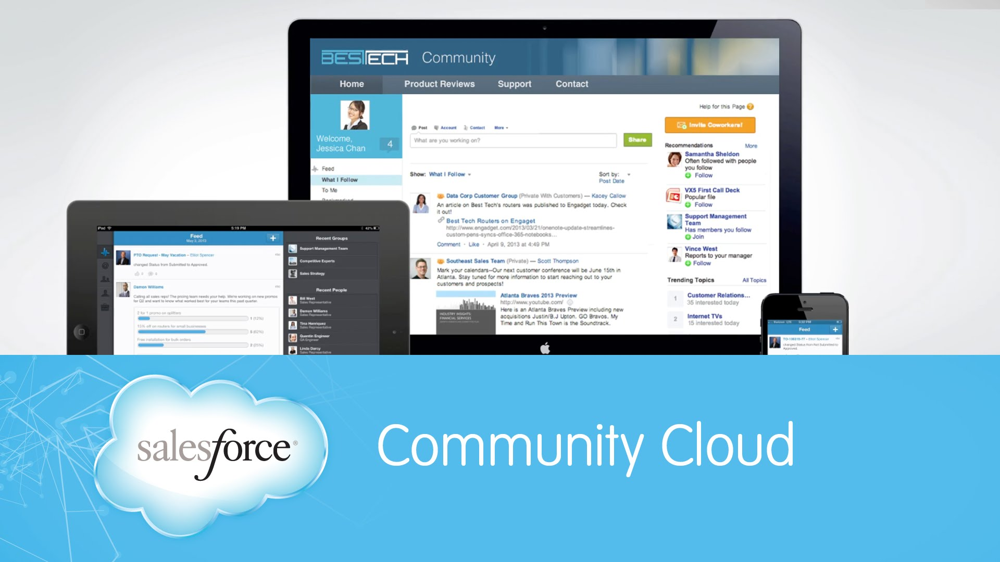 BESTECH Community
Home Product Reviews Support Contact
Welcome,
Jessica Chan
4
Feed
What I Follow
To Me
Post Account Contact More
What are you working on?
Share
Show: What I Follow
Sort by:
Post Date
Data Corp Customer Group (Private With Customers) — Kacey Callow
An article on Best Tech's routers was published to Engadget today. Check
it out!
Best Tech Routers on Engaget
http://www.engadget.com/2013/03/21/onenote-update-streamlines-
custom-pens-syncs-office-365-notebooks...
Comment · Like · April 9, 2013 at 4:49 PM
Southeast Sales Team (Private) — Scott Thompson
Mark your calendars--Our next customer conference will be June 15th in
Atlanta. Stay tuned for more information to start reaching out to your
customers and prospects!
INDUSTRY INSIGHTS:
FINANCIAL SERVICES
Atlanta Braves 2013 Preview
http://www.youtube.com/
Here is an Atlanta Braves Preview including new
acquisitions Justin/B.J Upton. GO Bravos. My
Time and Run This Town is the Soundtrack.
Help for this Page ?
Invite Coworkers!
Recommendations More
Samantha Sheldon
Often followed with people
you follow
Follow
VX5 First Call Deck
Popular file
Follow
Support Management
Team
Has members you follow
Join
Vince West
Reports to your manager
Follow
Trending Topics All Topics
1 Customer Relations...
35 interested today
2 Internet TVs
15 interested today
iPad 5:19 PM 42%
Feed
May 3, 2013
+
PTO Request - May Vacation – Elliot Spencer 49d
changed Status from Submitted to Approved.
0 0
Damon Williams 49d
Calling all sales reps! The pricing team needs your help. We're working on new promos
for Q2 and want to know what worked best for your teams this past quarter.
2 for 1 promo on splitters
1 (12%)
15% off on routers for small businesses
5 (62%)
Free installation for bulk orders
2 (25%)
Recent Groups
Support Management Team
Competitive Experts
Sales Strategy
Recent People
Bill West
Sales Representative
Damon Williams
Sales Representative
Tina Henriquez
Sales Representative
Quentin Engineer
QA Engineer
Linda Darcy
Sales Representative
Verizon LTE 5:02 PM
Feed +
changed Status from Not Submitted to
Approved.
salesforce®
Community Cloud